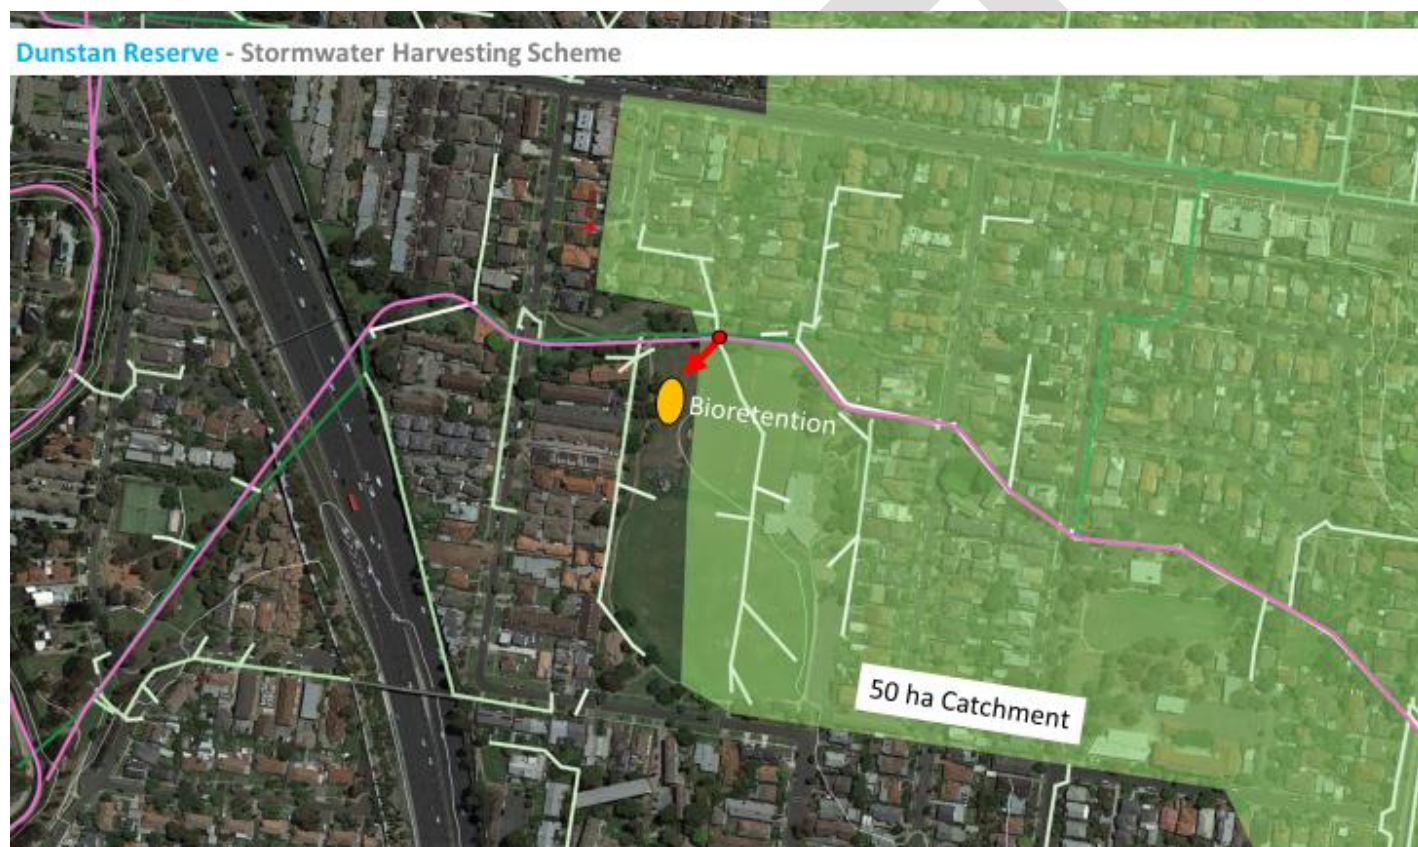 Dunstan Reserve - Stormwater Harvesting Scheme
Bioretention
50 ha Catchment